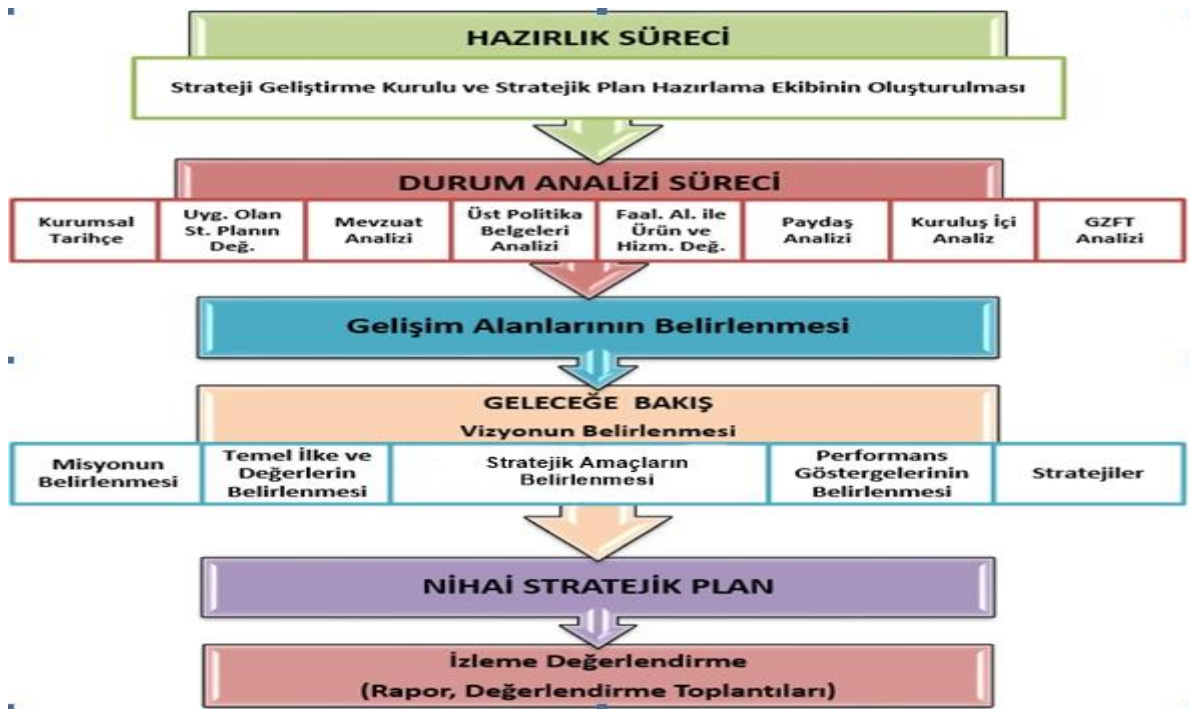 HAZIRLIK SÜRECİ
Strateji Geliştirme Kurulu ve Stratejik Plan Hazırlama Ekibinin Oluşturulması
DURUM ANALİZİ SÜRECİ
Kurumsal
Tarihçe
Uyg. Olan
St. Planın
Değ.
Mevzuat
Analizi
Üst Politika
Belgeleri
Analizi
Faal. Al. ile
Ürün ve
Hizm. Değ.
Paydaş
Analizi
Kuruluş İçi
Analiz
GZFT
Analizi
Gelişim Alanlarının Belirlenmesi
GELECEĞE BAKIŞ
Vizyonun Belirlenmesi
Misyonun
Belirlenmesi
Temel İlke ve
Değerlerin
Belirlenmesi
Stratejik Amaçların
Belirlenmesi
Performans
Göstergelerinin
Belirlenmesi
Stratejiler
NİHAİ STRATEJİK PLAN
İzleme Değerlendirme
(Rapor, Değerlendirme Toplantıları)